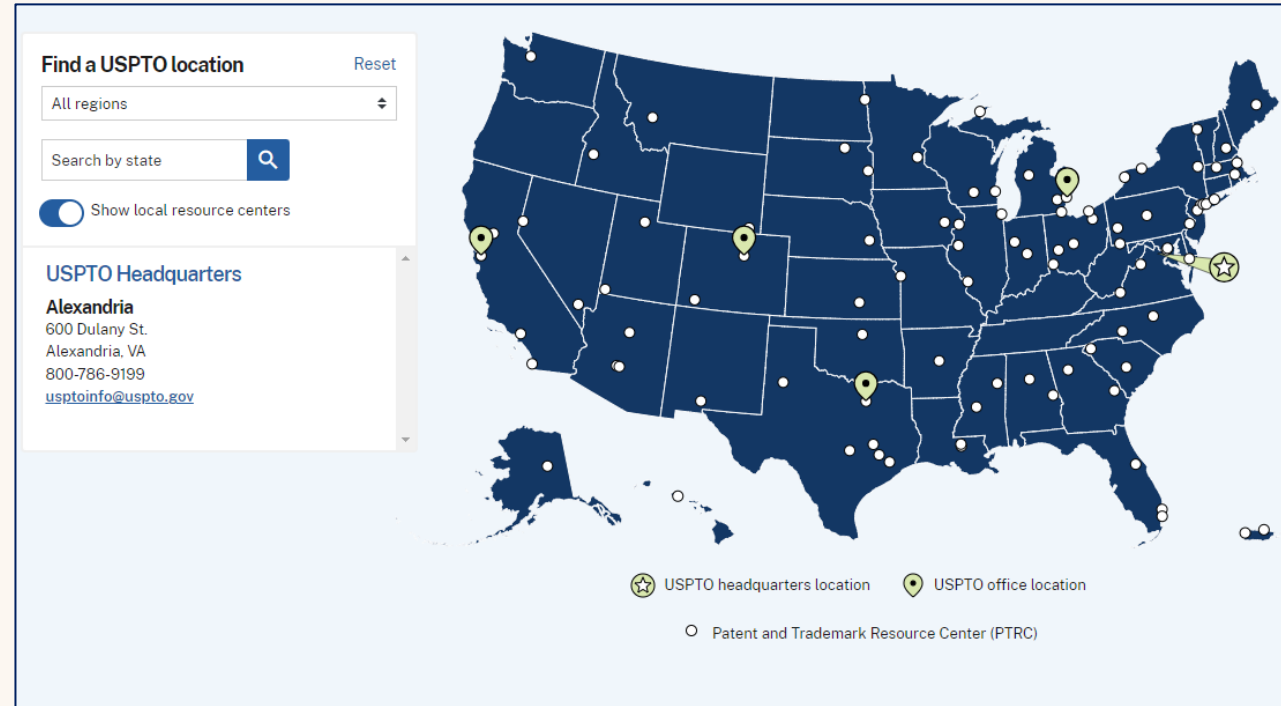 Find a USPTO location
Reset
All regions
Search by state
Show local resource centers
USPTO Headquarters
Alexandria
600 Dulany St.
Alexandria, VA
800-786-9199
usptoinfo@uspto.gov
USPTO headquarters location
USPTO office location
Patent and Trademark Resource Center (PTRC)